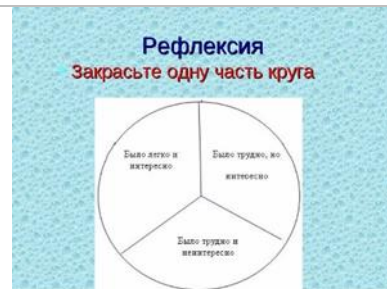 Рефлексия
Закрасьте одну часть круга
Было легко и
интересно
Было трудно, но
интересно
Было трудно и
неинтересно